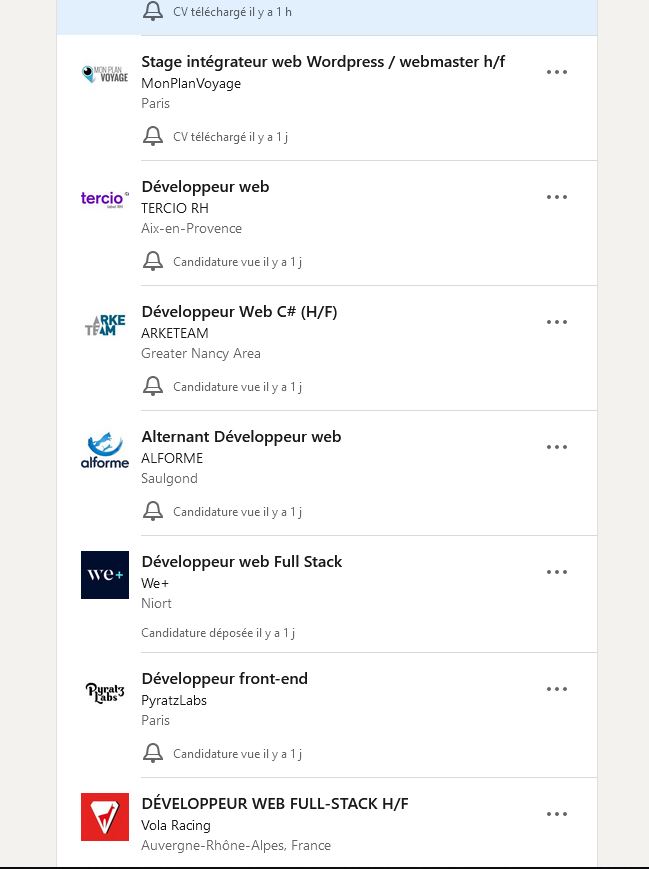 CV téléchargé il y a 1 h
MON PLAN
VOYAGE
Stage intégrateur web Wordpress / webmaster h/f
MonPlanVoyage
Paris
CV téléchargé il y a 1 j
tercio
Développeur web
TERCIO RH
Aix-en-Provence
Candidature vue il y a 1 j
ARKE
TEAM
Développeur Web C# (H/F)
ARKETEAM
Greater Nancy Area
Candidature vue il y a 1 j
alforme
Alternant Développeur web
ALFORME
Saulgond
Candidature vue il y a 1 j
we+
Développeur web Full Stack
We+
Niort
Candidature déposée il y a 1 j
Pyratz
Labs
Développeur front-end
PyratzLabs
Paris
Candidature vue il y a 1 j
DÉVELOPPEUR WEB FULL-STACK H/F
Vola Racing
Auvergne-Rhône-Alpes, France